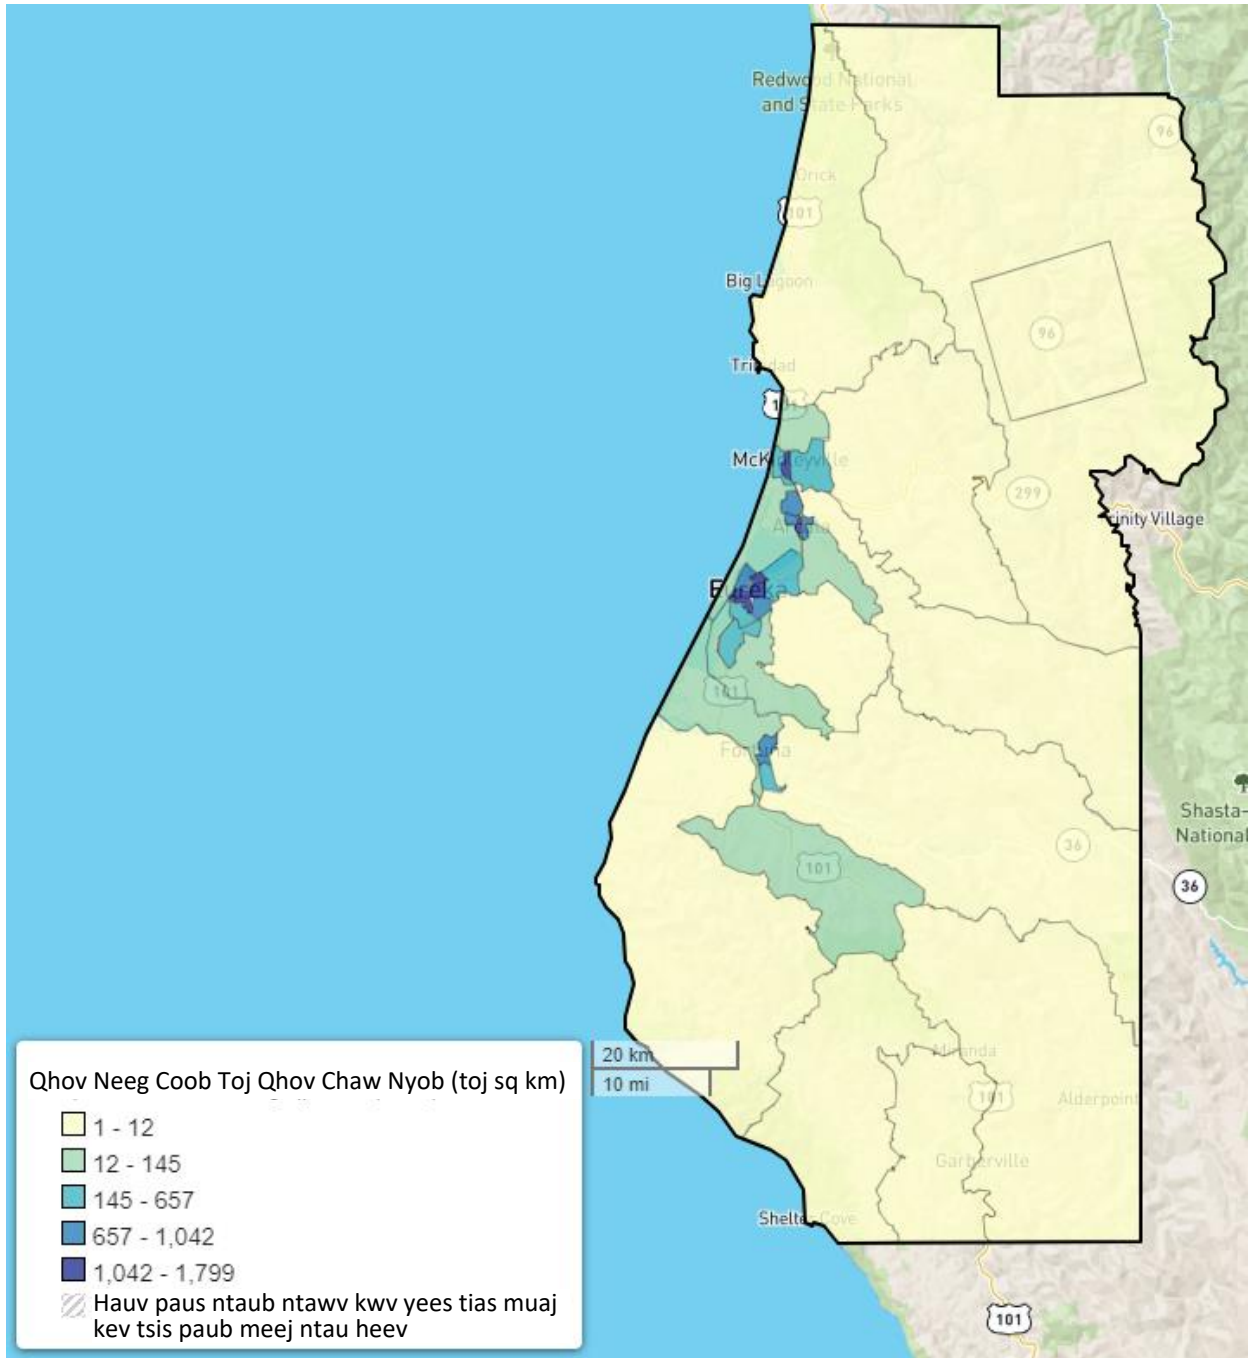 Redwood National
and State Parks
96
Orick
101
Big Lagoon
96
Trinidad
101
McKinleyville
299
Arcata
Trinity Village
Eureka
101
Fortuna
Shasta-
National
36
101
36
20 km
10 mi
Miranda
101
Alderpoint
Garberville
Shelter Cove
101
Qhov Neeg Coob Toj Qhov Chaw Nyob (toj sq km)
1 - 12
12 - 145
145 - 657
657 - 1,042
1,042 - 1,799
Hauv paus ntaub ntawv kwv yees tias muaj
kev tsis paub meej ntau heev